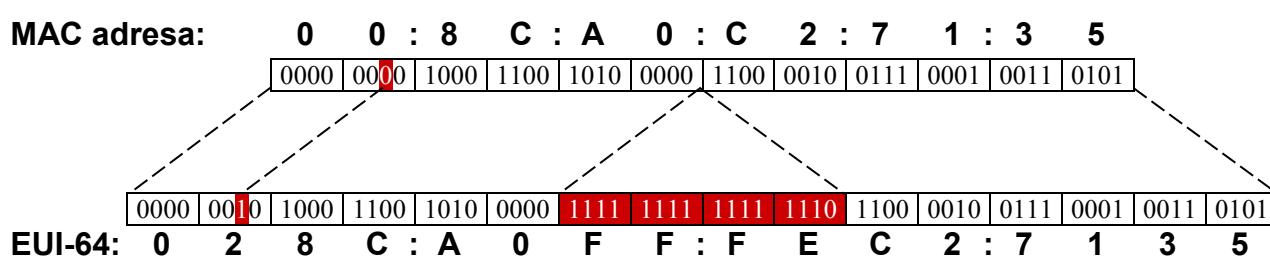 MAC adresa: 0 0 : 8 C : A 0 : C 2 : 7 1 : 3 5
0000 0000 1000 1100 1010 0000 1100 0010 0111 0001 0011 0101
0000 0010 1000 1100 1010 0000 1111 1111 1111 1110 1100 0010 0111 0001 0011 0101
EUI-64: 0 2 8 C : A 0 F F : F E C 2 : 7 1 3 5